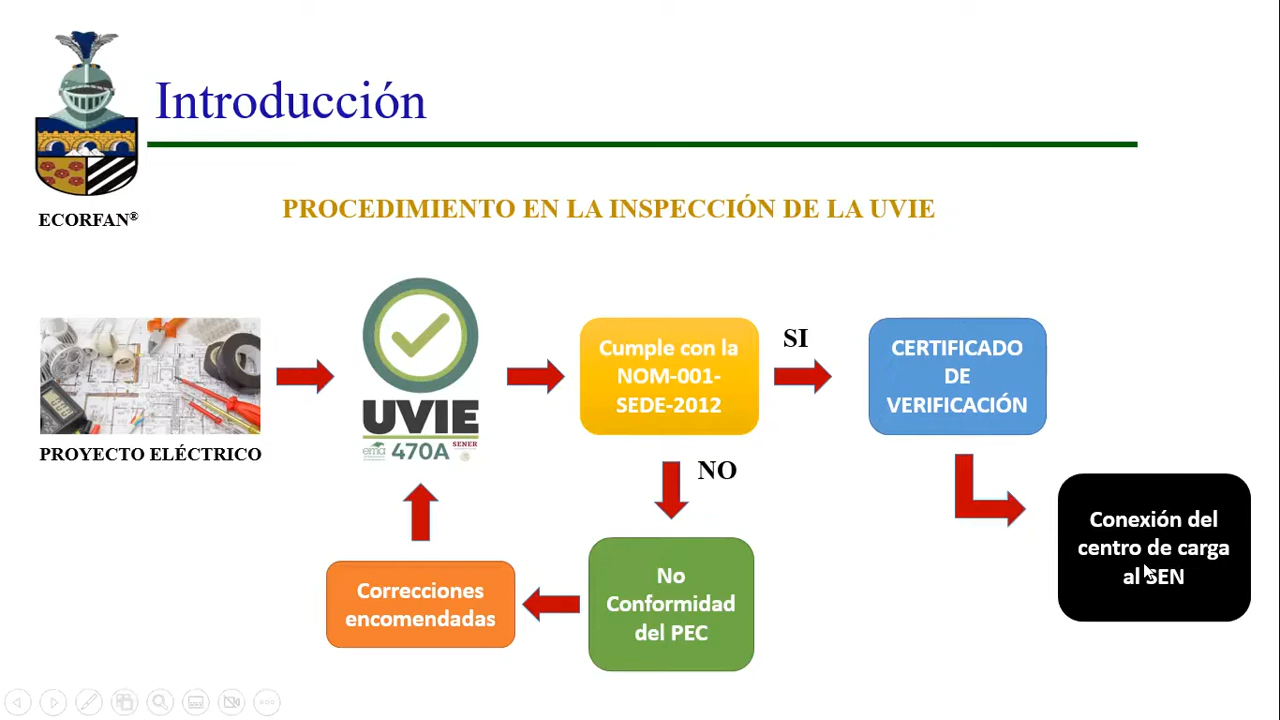 Introducción
ECORFAN®
PROCEDIMIENTO EN LA INSPECCIÓN DE LA UVIE
PROYECTO ELÉCTRICO
UVIE
ema 470A SENER
Cumple con la
NOM-001-
SEDE-2012
SI
CERTIFICADO
DE
VERIFICACIÓN
NO
Conexión del
centro de carga
al SEN
No
Conformidad
del PEC
Correcciones
encomendadas